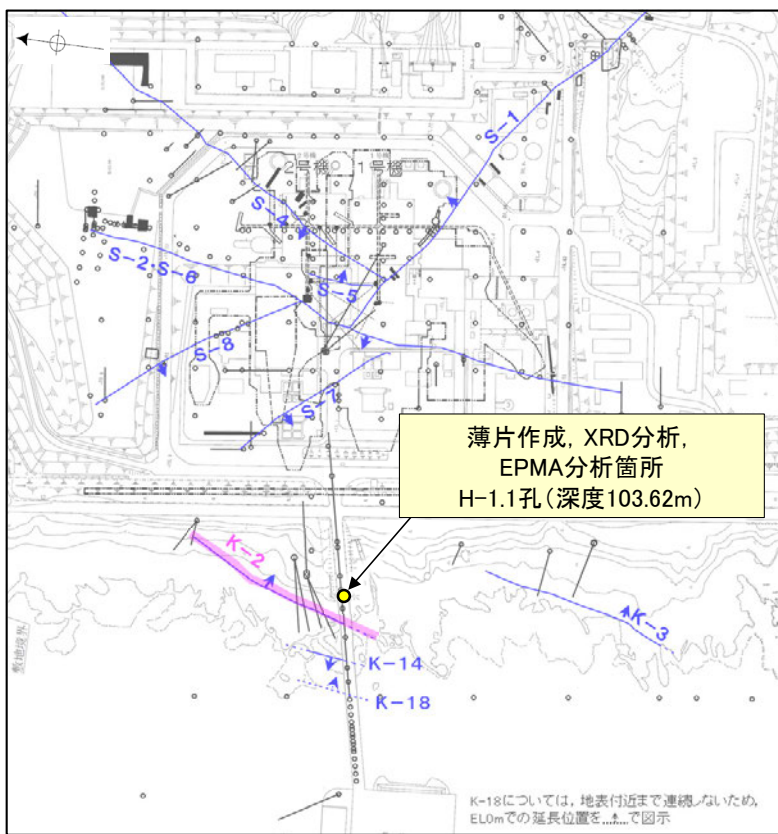 2号機
1号機
S-1
S-4
S-2・S-6
S-5
S-8
S-7
薄片作成, XRD分析,
EPMA分析箇所
H-1.1孔(深度103.62m)
K-2
K-3
敷地境界
K-14
K-18
K-18については, 地表付近まで連続しないため,
EL0mでの延長位置を
で図示